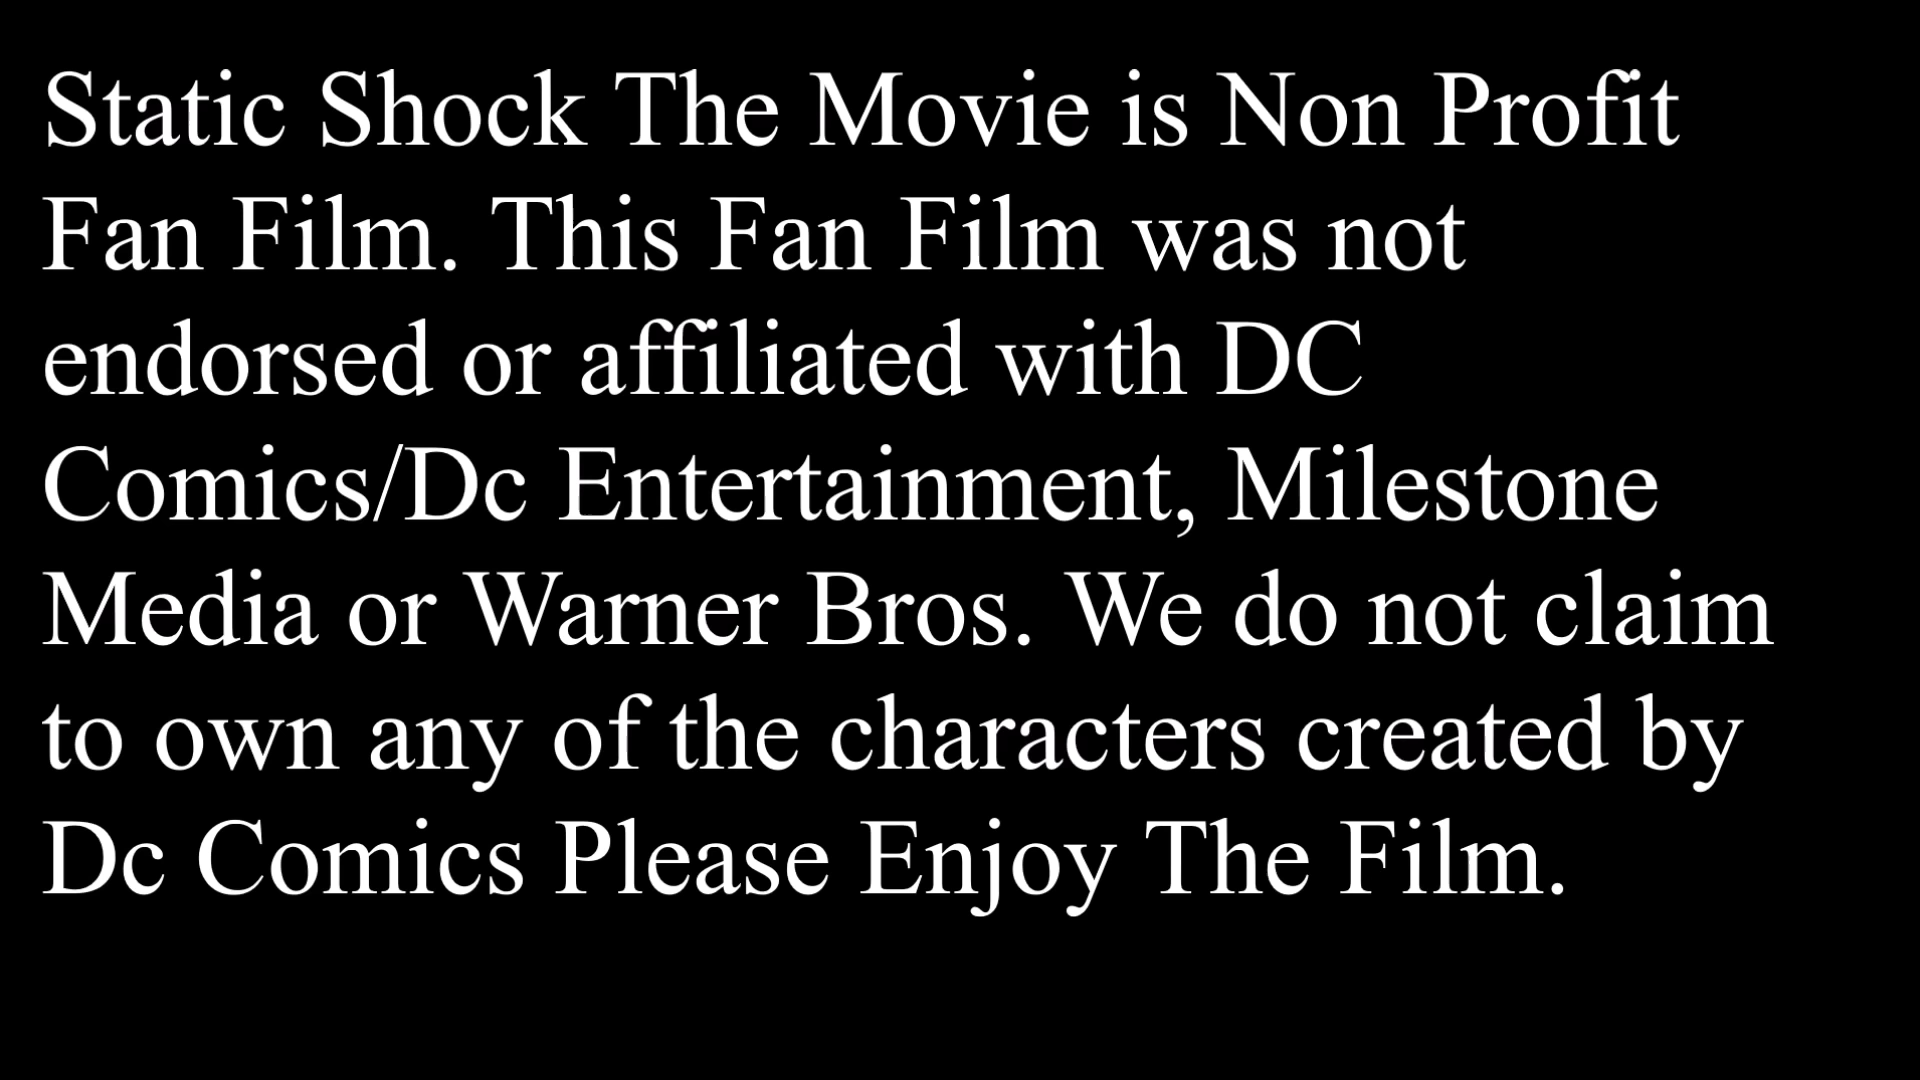 Static Shock The Movie is Non Profit
Fan Film. This Fan Film was not
endorsed or affiliated with DC
Comics/Dc Entertainment, Milestone
Media or Warner Bros. We do not claim
to own any of the characters created by
Dc Comics Please Enjoy The Film.